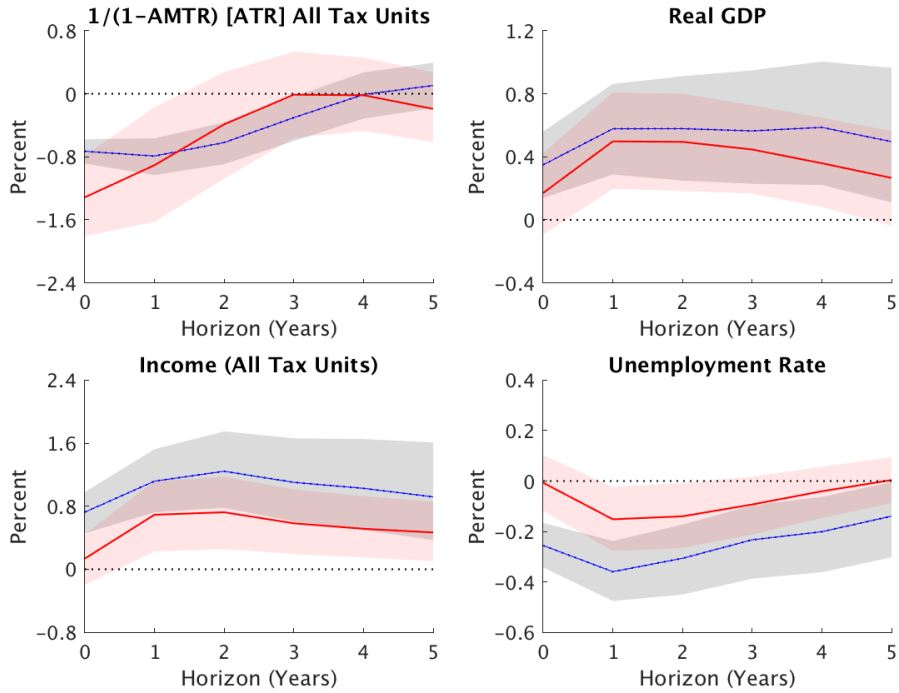 1/(1-AMTR) [ATR] All Tax Units
Percent
0.8
0
-0.8
-1.6
-2.4
0 1 2 3 4 5
Horizon (Years)
Real GDP
Percent
1.2
0.8
0.4
0
-0.4
0 1 2 3 4 5
Horizon (Years)
Income (All Tax Units)
Percent
2.4
1.6
0.8
0
-0.8
0 1 2 3 4 5
Horizon (Years)
Unemployment Rate
Percent
0.4
0.2
0
-0.2
-0.4
-0.6
0 1 2 3 4 5
Horizon (Years)